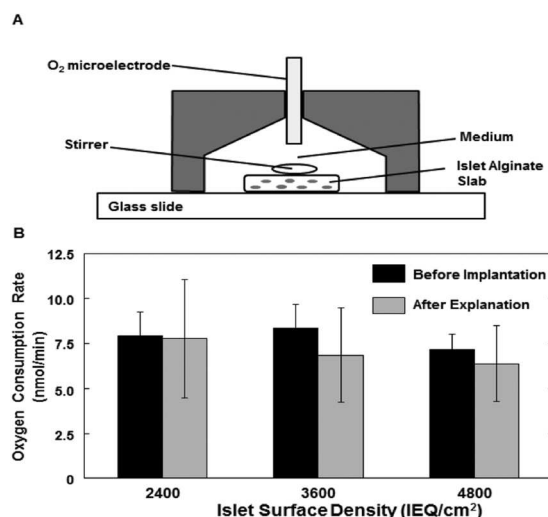 A
O2 microelectrode
Medium
Stirrer
Islet Alginate
Slab
Glass slide
B
12.5
10.0
7.5
5.0
2.5
0
Oxygen Consumption Rate
(nmol/min)
Before Implantation
After Explanation
2400
3600
4800
Islet Surface Density (IEQ/cm²)